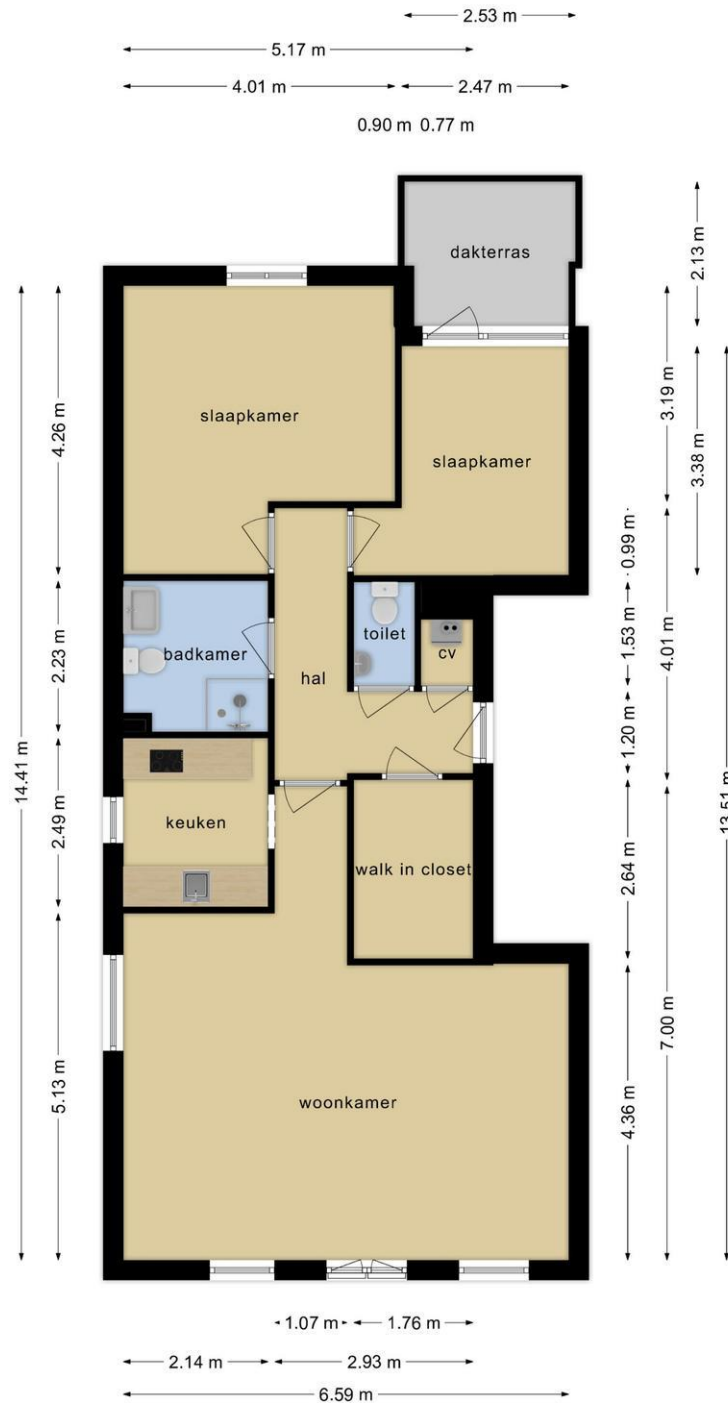 2.53 m
5.17 m
4.01 m
2.47 m
0.90 m 0.77 m
dakterras
2.13 m
slaapkamer
slaapkamer
4.26 m
3.19 m
3.38 m
0.99 m
toilet
badkamer
cv
hal
2.23 m
1.53 m
4.01 m
1.20 m
14.41 m
13.51 m
keuken
2.49 m
walk in closet
2.64 m
7.00 m
woonkamer
5.13 m
4.36 m
1.07 m
1.76 m
2.14 m
2.93 m
6.59 m